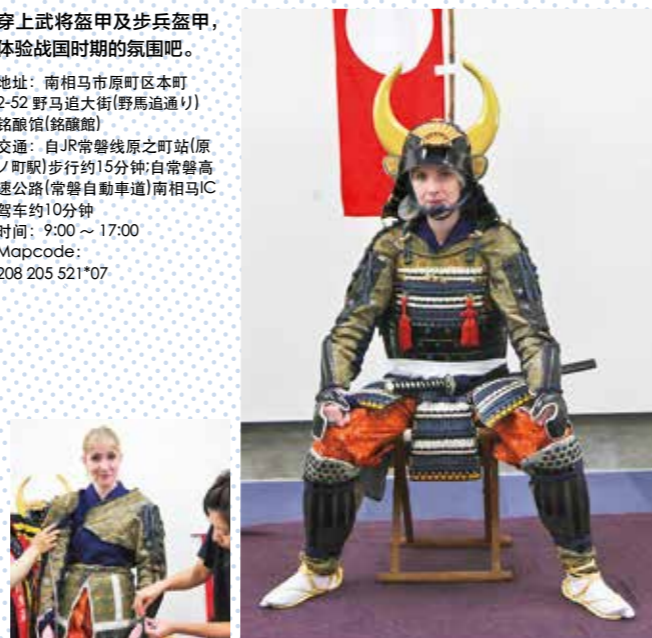 穿上武将盔甲及步兵盔甲，
体验战国时期的氛围吧。
地址：南相马市原町区本町
2-52 野马追大街(野馬追通り)
銘酿馆(銘醸館)
交通：自JR常磐线原之町站(原
ノ町駅)步行约15分钟;自常磐高
速公路(常磐自動車道)南相马IC
驾车约10分钟
时间：9:00 ～ 17:00
Mapcode：
208 205 521*07